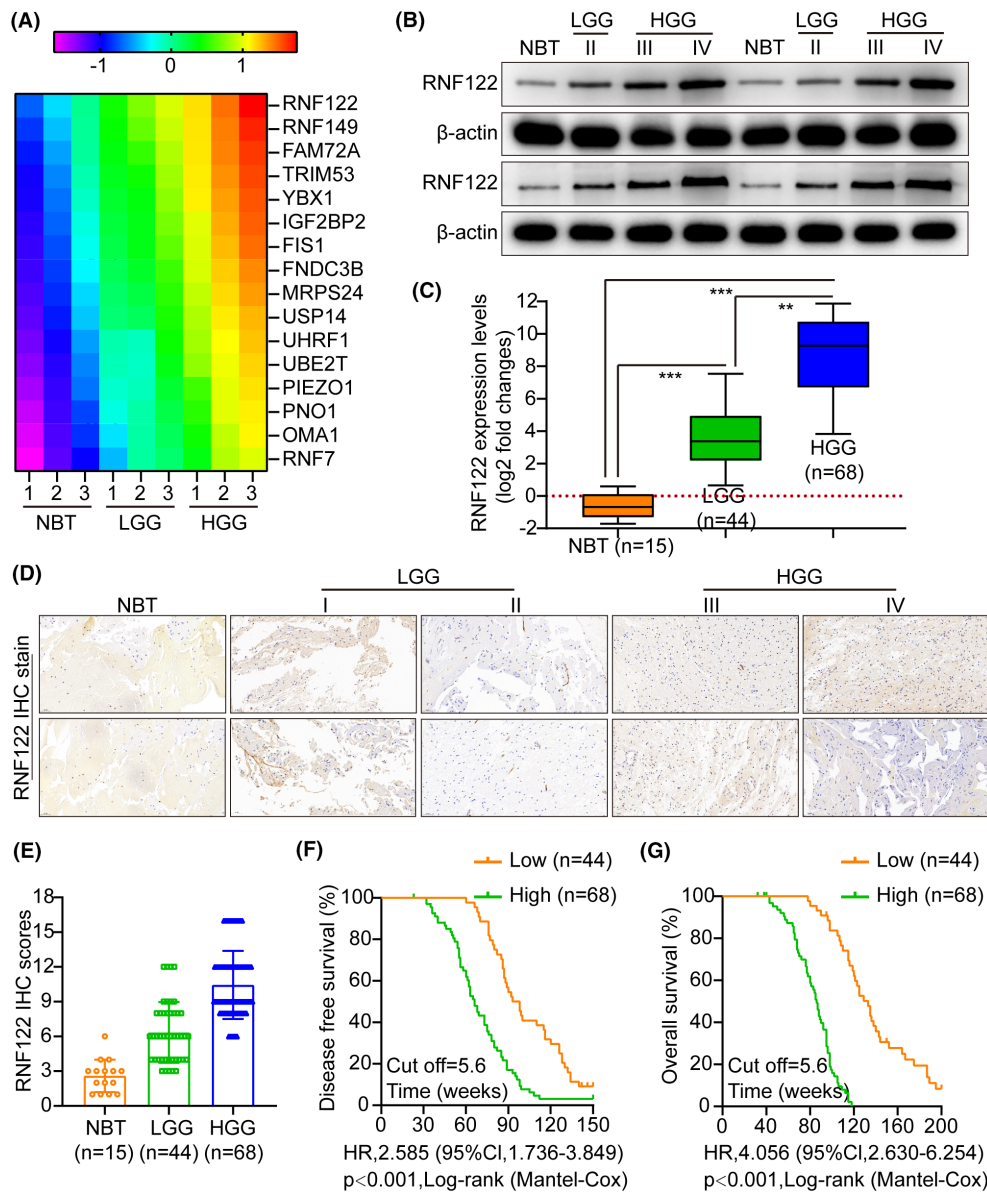 (A)
-1 0 1
RNF122
RNF149
FAM72A
TRIM53
YBX1
IGF2BP2
FIS1
FNDC3B
MRPS24
USP14
UHRF1
UBE2T
PIEZO1
PNO1
OMA1
RNF7
1 2 3 1 2 3 1 2 3
NBT LGG HGG
(B)
LGG HGG LGG HGG
NBT II III IV NBT II III IV
RNF122
β-actin
RNF122
β-actin
(C)
RNF122 expression levels
(log2 fold changes)
12
10
8
6
4
2
0
-2
***
***
**
NBT (n=15)
LGG
(n=44)
HGG
(n=68)
(D)
LGG HGG
NBT I II III IV
RNF122 IHC stain
(E)
RNF122 IHC scores
18
15
12
9
6
3
0
NBT LGG HGG
(n=15) (n=44) (n=68)
(F)
Low (n=44)
High (n=68)
Disease free survival (%)
100
80
60
40
20
0
Cut off=5.6
Time (weeks)
0 30 60 90 120 150
HR,2.585 (95%CI,1.736-3.849)
p<0.001,Log-rank (Mantel-Cox)
(G)
Low (n=44)
High (n=68)
Overall survival (%)
100
80
60
40
20
0
Cut off=5.6
Time (weeks)
0 40 80 120 160 200
HR,4.056 (95%CI,2.630-6.254)
p<0.001,Log-rank (Mantel-Cox)